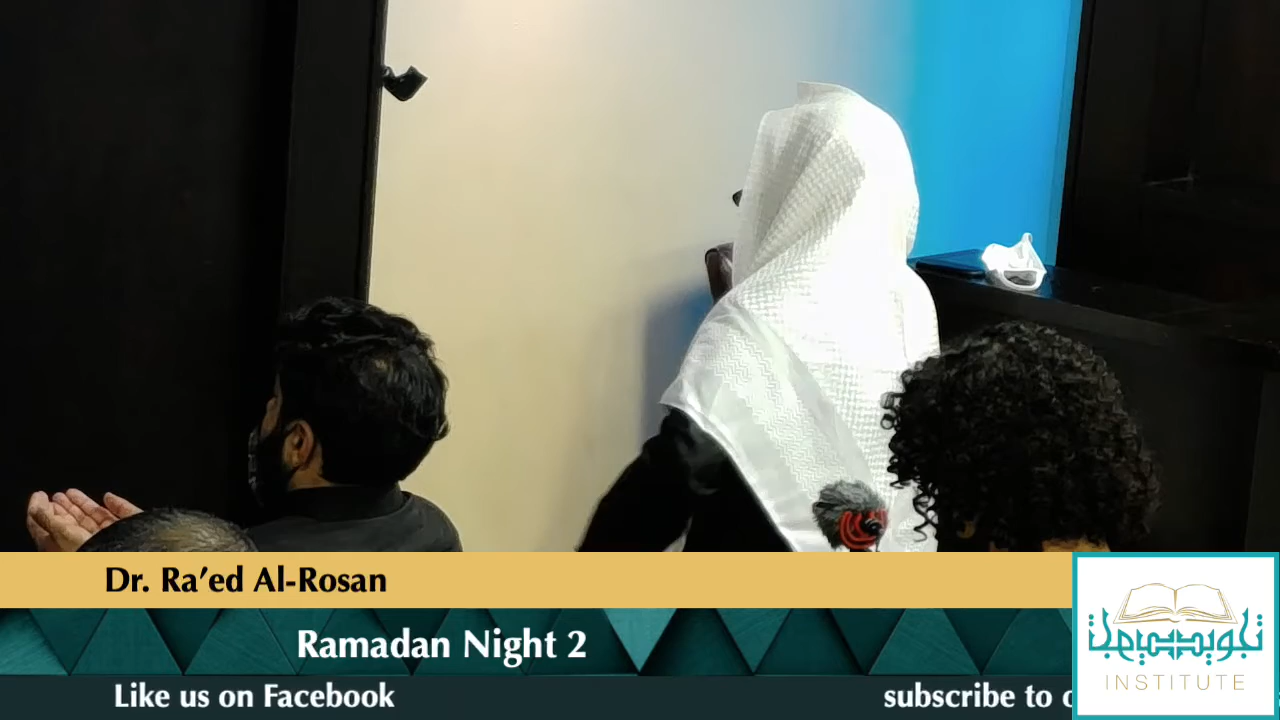 Dr. Ra’ed Al-Rosan
Ramadan Night 2
Like us on Facebook
subscribe to
INSTITUTE